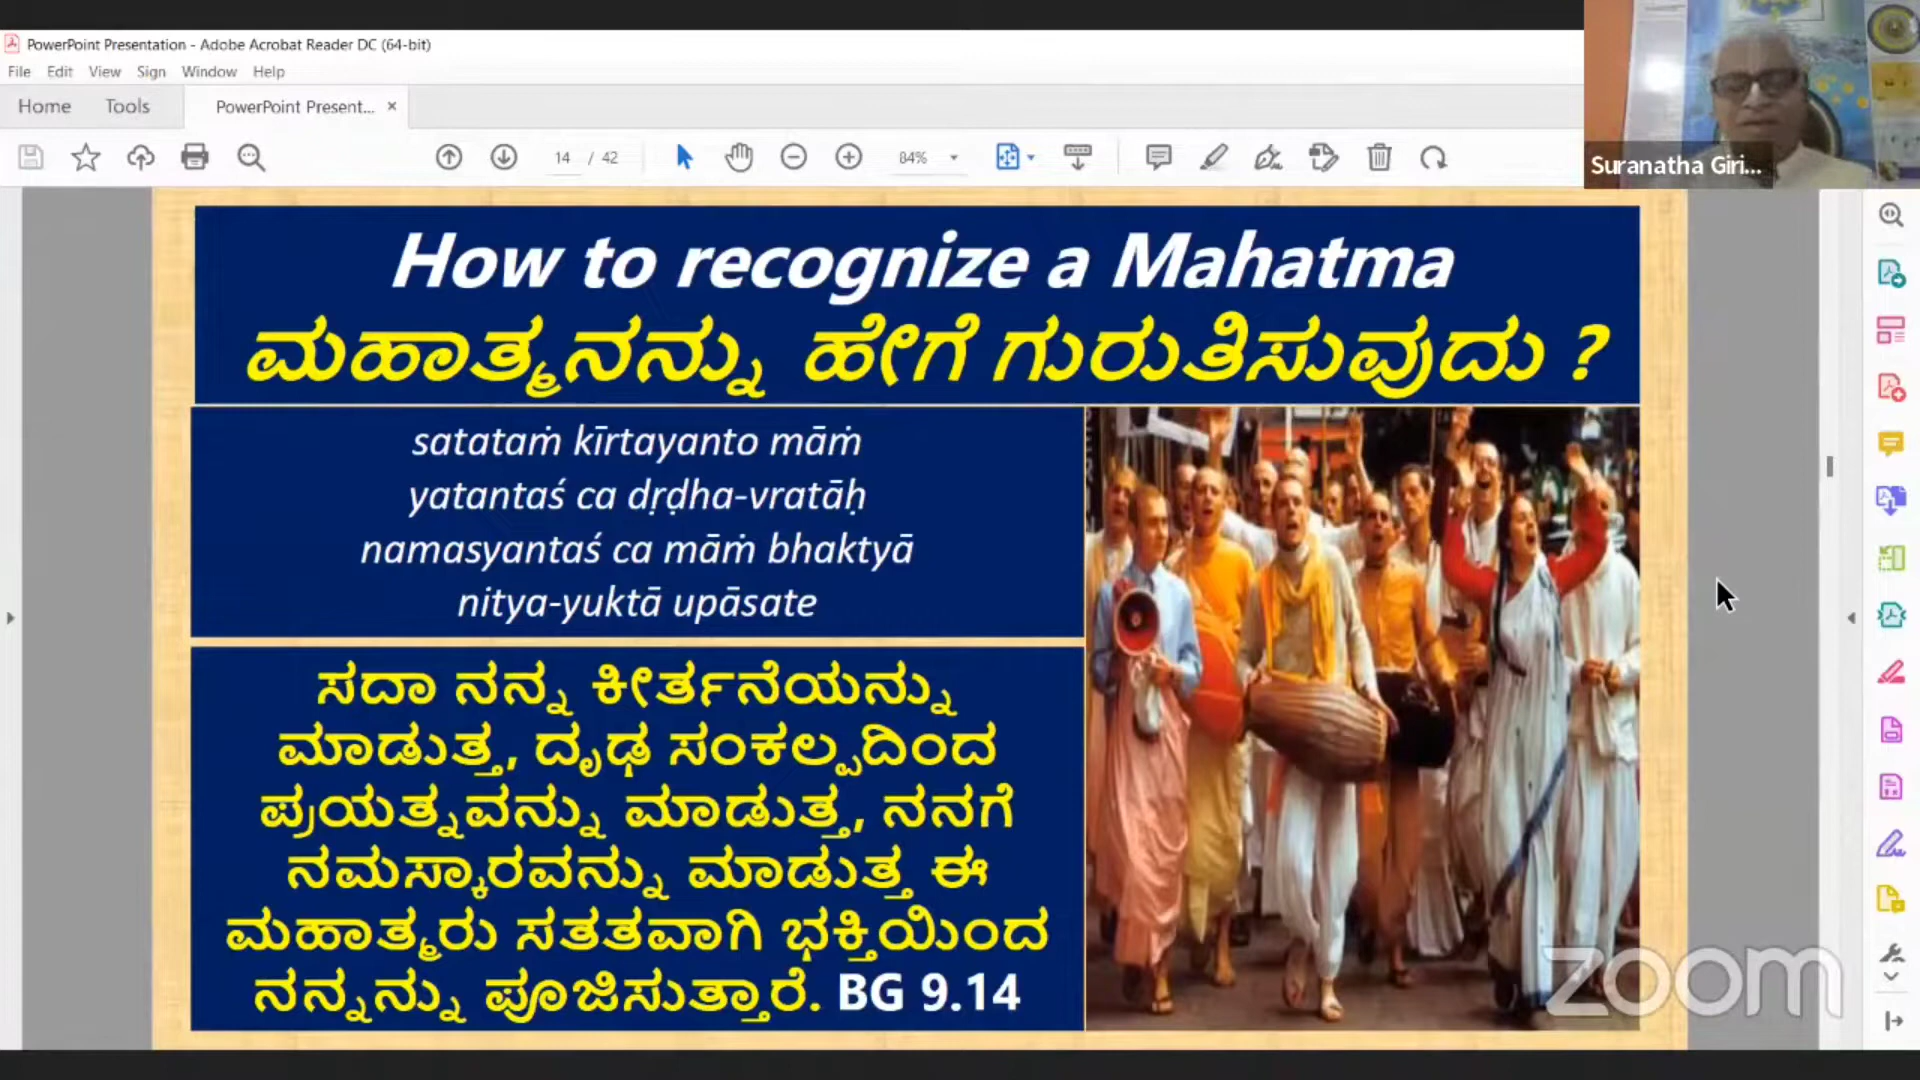 PowerPoint Presentation - Adobe Acrobat Reader DC (64-bit)
File Edit View Sign Window Help
Home Tools PowerPoint Present... ×
14 / 42 84%
Suranatha Giri...
How to recognize a Mahatma
ಮಹಾತ್ಮನನ್ನು ಹೇಗೆ ಗುರುತಿಸುವುದು ?
satataṁ kīrtayanto māṁ
yatantaś ca dṛḍha-vratāḥ
namasyantaś ca māṁ bhaktyā
nitya-yuktā upāsate
ಸದಾ ನನ್ನ ಕೀರ್ತನೆಯನ್ನು
ಮಾಡುತ್ತ, ದೃಢ ಸಂಕಲ್ಪದಿಂದ
ಪ್ರಯತ್ನವನ್ನು ಮಾಡುತ್ತ, ನನಗೆ
ನಮಸ್ಕಾರವನ್ನು ಮಾಡುತ್ತ ಈ
ಮಹಾತ್ಮರು ಸತತವಾಗಿ ಭಕ್ತಿಯಿಂದ
ನನ್ನನ್ನು ಪೂಜಿಸುತ್ತಾರೆ. BG 9.14
zoom